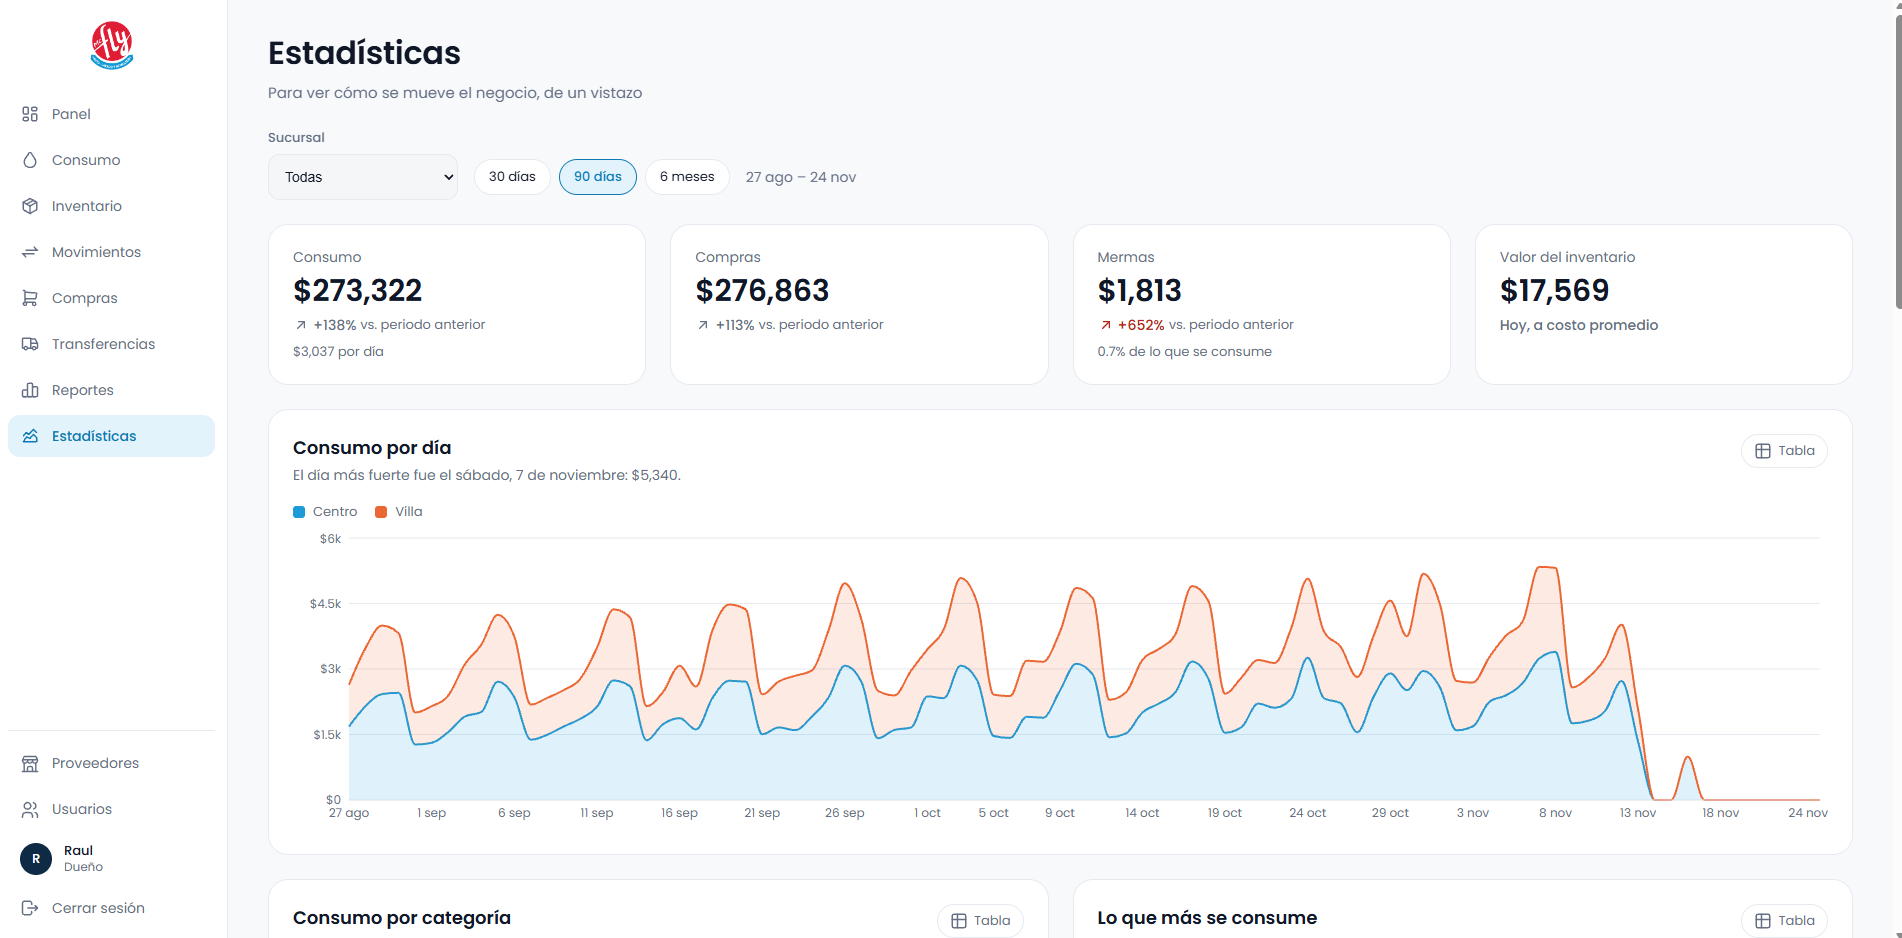 fly
Panel
Consumo
Inventario
Movimientos
Compras
Transferencias
Reportes
Estadísticas
Proveedores
Usuarios
R
Raul
Dueño
Cerrar sesión
Estadísticas
Para ver cómo se mueve el negocio, de un vistazo
Sucursal
Todas 30 días 90 días 6 meses 27 ago – 24 nov
Consumo
$273,322
+138% vs. periodo anterior
$3,037 por día
Compras
$276,863
+113% vs. periodo anterior
Mermas
$1,813
+652% vs. periodo anterior
0.7% de lo que se consume
Valor del inventario
$17,569
Hoy, a costo promedio
Consumo por día
Tabla
El día más fuerte fue el sábado, 7 de noviembre: $5,340.
Centro Villa
$6k
$4.5k
$3k
$1.5k
$0
27 ago 1 sep 6 sep 11 sep 16 sep 21 sep 26 sep 1 oct 5 oct 9 oct 14 oct 19 oct 24 oct 29 oct 3 nov 8 nov 13 nov 18 nov 24 nov
Consumo por categoría
Tabla
Lo que más se consume
Tabla